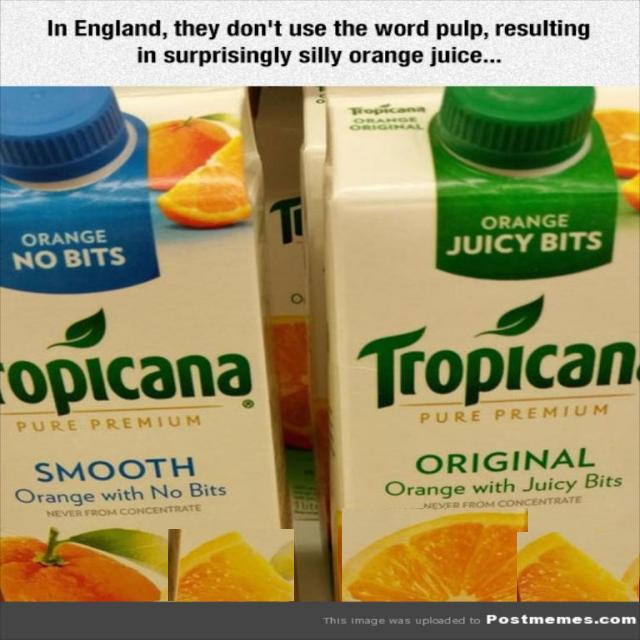 In England, they don't use the word pulp, resulting
in surprisingly silly orange juice...
ORANGE
NO BITS
ropicana
PURE PREMIUM
SMOOTH
Orange with No Bits
NEVER FROM CONCENTRATE
Tropicana
ORANGE
ORIGINAL
ORANGE
JUICY BITS
Tropican
PURE PREMIUM
ORIGINAL
Orange with Juicy Bits
NEVER FROM CONCENTRATE
This image was uploaded to Postmemes.com